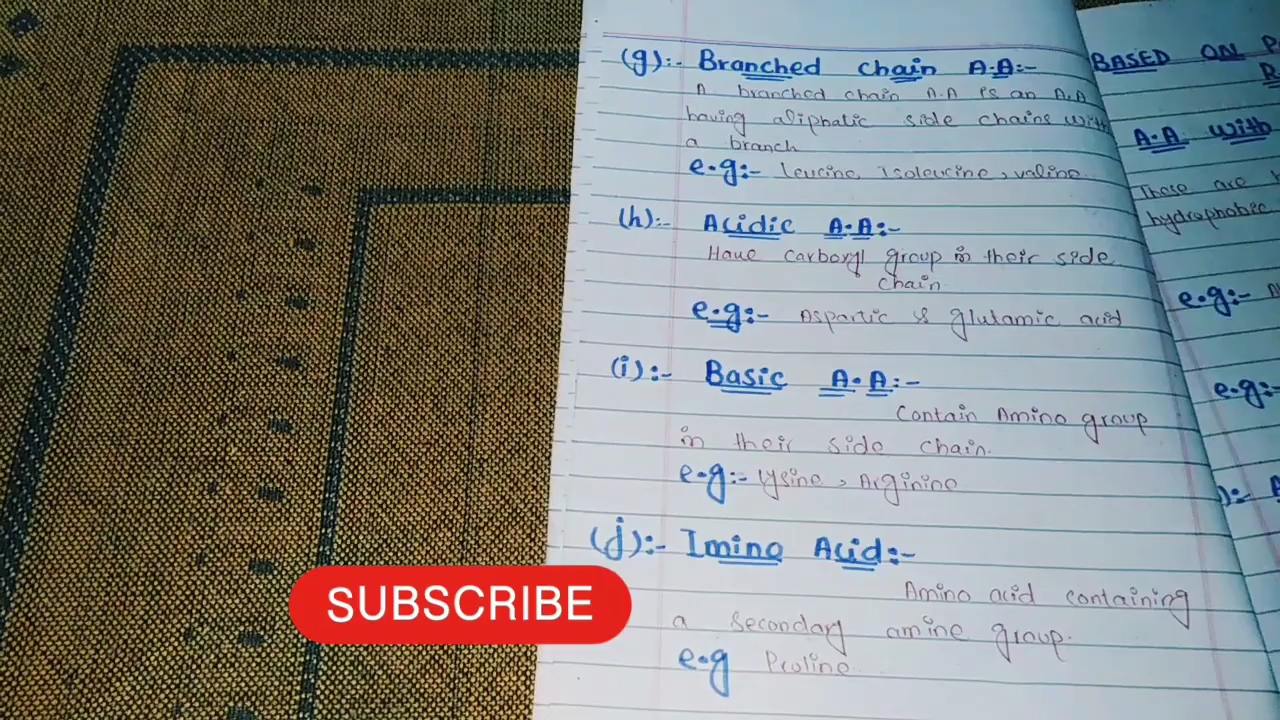 (g):- Branched chain A.A:-
A branched chain A.A is an A.A
having aliphatic side chains with
a branch
e.g:- leucine, Isoleucine, valine
(h):- Acidic A.A:-
Have carboxyl group in their side
chain
e.g:- Aspartic & glutamic acid
(i):- Basic A.A:-
Contain Amino group
in their side chain.
e.g:- lysine, Arginine
(j):- Imino Acid:-
Amino acid containing
a secondary amine group.
e.g Proline
SUBSCRIBE
BASED ON
A.A With
These are
hydrophobic
e.g:-
e.g:-